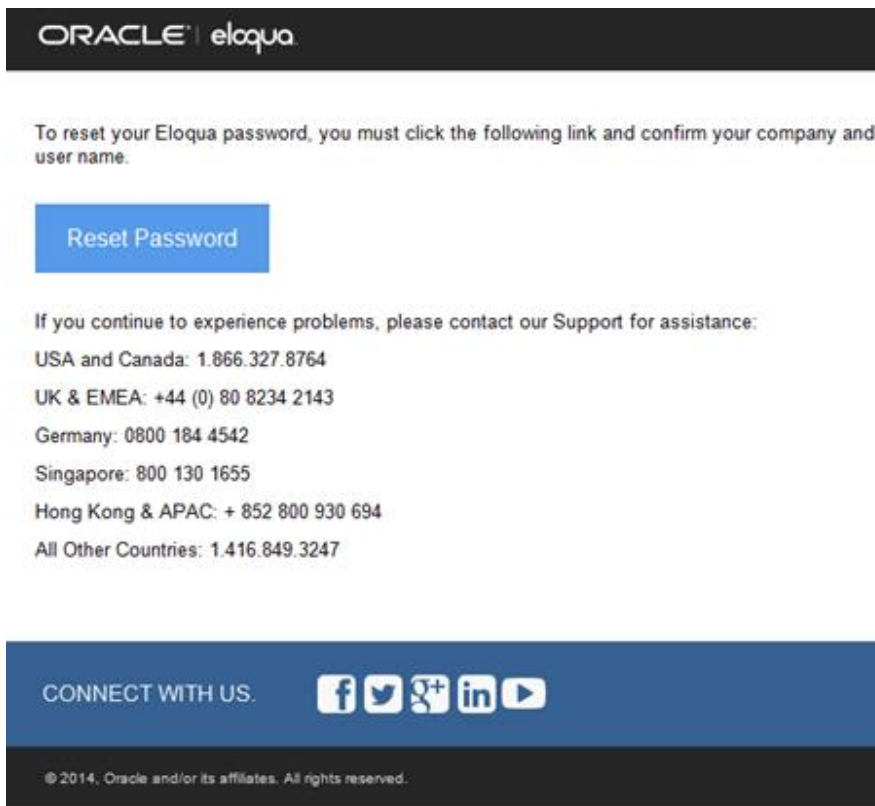 ORACLE | eloqua
To reset your Eloqua password, you must click the following link and confirm your company and
user name.
Reset Password
If you continue to experience problems, please contact our Support for assistance:
USA and Canada: 1.866.327.8764
UK & EMEA: +44 (0) 80 8234 2143
Germany: 0800 184 4542
Singapore: 800 130 1655
Hong Kong & APAC: + 852 800 930 694
All Other Countries: 1.416.849.3247
CONNECT WITH US.
© 2014, Oracle and/or its affiliates. All rights reserved.